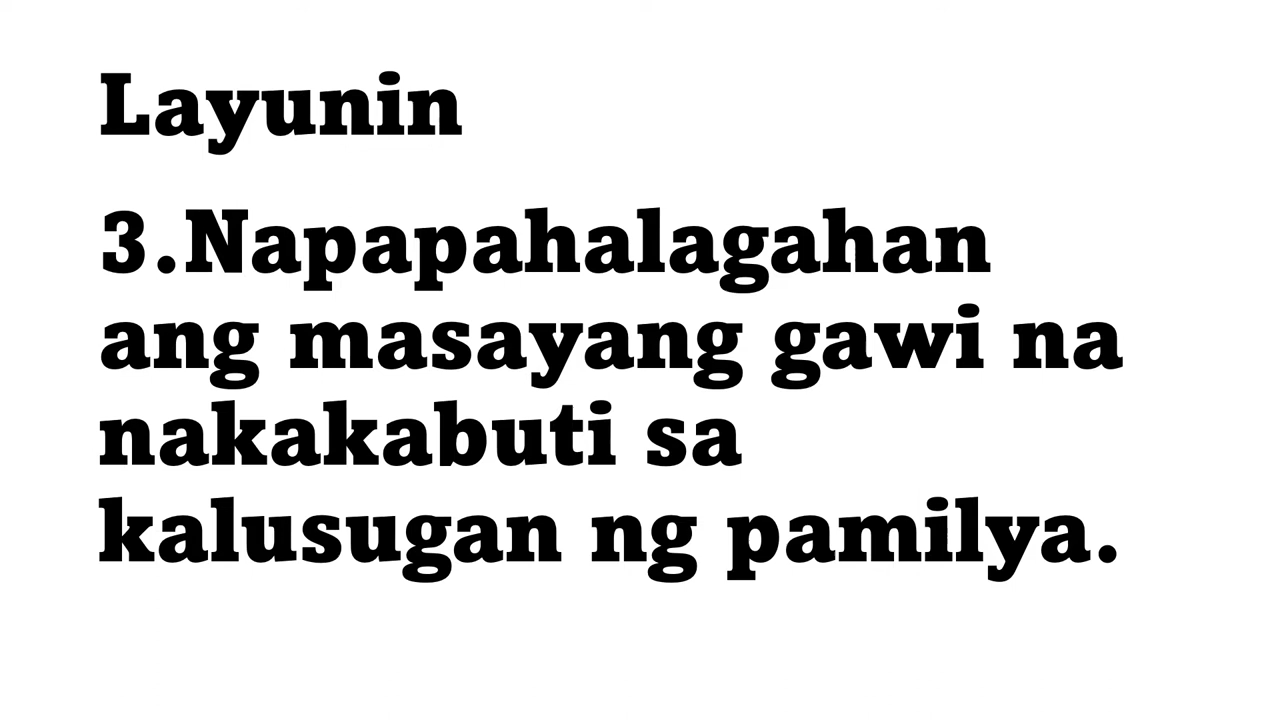 Layunin
3.Napapahalagahan
ang masayang gawi na
nakakabuti sa
kalusugan ng pamilya.